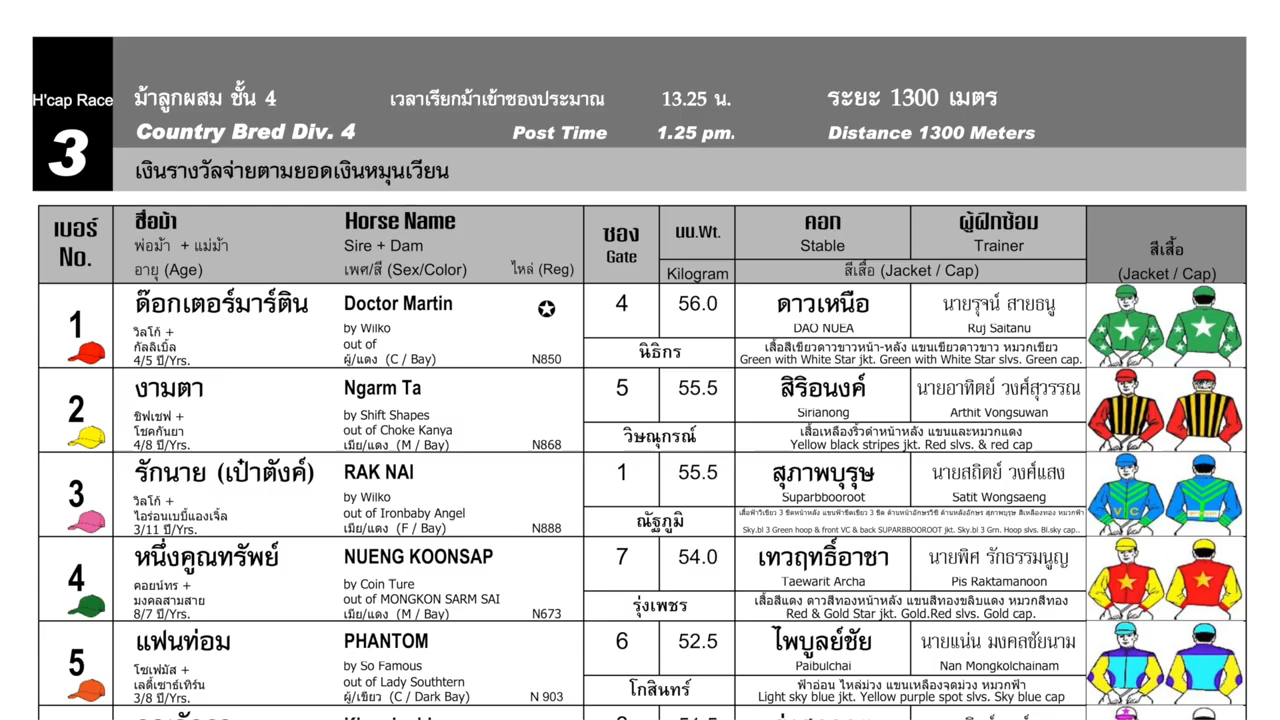 H'cap Race
3
ม้าลูกผสม ชั้น 4 เวลาเรียกม้าเข้าซองประมาณ 13.25 น. ระยะ 1300 เมตร
Country Bred Div. 4 Post Time 1.25 pm. Distance 1300 Meters
เงินรางวัลจ่ายตามยอดเงินหมุนเวียน
เบอร์ ชื่อม้า Horse Name ซอง นน.Wt. คอก ผู้ฝึกซ้อม สีเสื้อ
No. พ่อม้า + แม่ม้า Sire + Dam Gate Stable Trainer
อายุ (Age) เพศ/สี (Sex/Color) ไหล่ (Reg) Kilogram สีเสื้อ (Jacket / Cap) (Jacket / Cap)
1 ด๊อกเตอร์มาร์ติน Doctor Martin 4 56.0 ดาวเหนือ นายรุจน์ สายธนู
วิลโก้ + by Wilko DAO NUEA Ruj Saitanu
กัลลิเบิ้ล out of นิธิกร เสื้อสีเขียวดาวขาวหน้า-หลัง แขนเขียวดาวขาว หมวกเขียว
4/5 ปี/Yrs. ผู้/แดง (C / Bay) N850 Green with White Star jkt. Green with White Star slvs. Green cap.
2 งามตา Ngarm Ta 5 55.5 สิริอนงค์ นายอาทิตย์ วงศ์สุวรรณ
ชิฟเชฟ + by Shift Shapes Sirianong Arthit Vongsuwan
โชคกันยา out of Choke Kanya วิษณุกรณ์ เสื้อเหลืองริ้วดำหน้าหลัง แขนและหมวกแดง
4/8 ปี/Yrs. เมีย/แดง (M / Bay) N868 Yellow black stripes jkt. Red slvs. & red cap
3 รักนาย (เป๋าตังค์) RAK NAI 1 55.5 สุภาพบุรุษ นายสถิตย์ วงศ์แสง
วิลโก้ + by Wilko Suparbbooroot Satit Wongsaeng
ไอร่อนเบบี้แองเจิ้ล out of Ironbaby Angel ณัฐภูมิ
3/11 ปี/Yrs. เมีย/แดง (F / Bay) N888 Sky.bl 3 Green hoop & front VC & back SUPARBBOOROOT jkt. Sky.bl 3 Grn. Hoop slvs. Bl.sky cap..
4 หนึ่งคูณทรัพย์ NUENG KOONSAP 7 54.0 เทวฤทธิ์อาชา นายพิศ รักธรรมนูญ
คอยน์ทร + by Coin Ture Taewarit Archa Pis Raktamanoon
มงคลสามสาย out of MONGKON SARM SAI รุ่งเพชร เสื้อสีแดง ดาวสีทองหน้าหลัง แขนสีทองขลิบแดง หมวกสีทอง
8/7 ปี/Yrs. เมีย/แดง (M / Bay) N673 Red & Gold Star jkt. Gold.Red slvs. Gold cap.
5 แฟนท่อม PHANTOM 6 52.5 ไพบูลย์ชัย นายแน่น มงคลชัยนาม
โซเฟมัส + by So Famous Paibulchai Nan Mongkolchainam
เลดี้เซาธ์เทิร์น out of Lady Southtern โกสินทร์ ฟ้าอ่อน ไหล่ม่วง แขนเหลืองจุดม่วง หมวกฟ้า
3/8 ปี/Yrs. ผู้/เขียว (C / Dark Bay) N 903 Light sky blue jkt. Yellow purple spot slvs. Sky blue cap